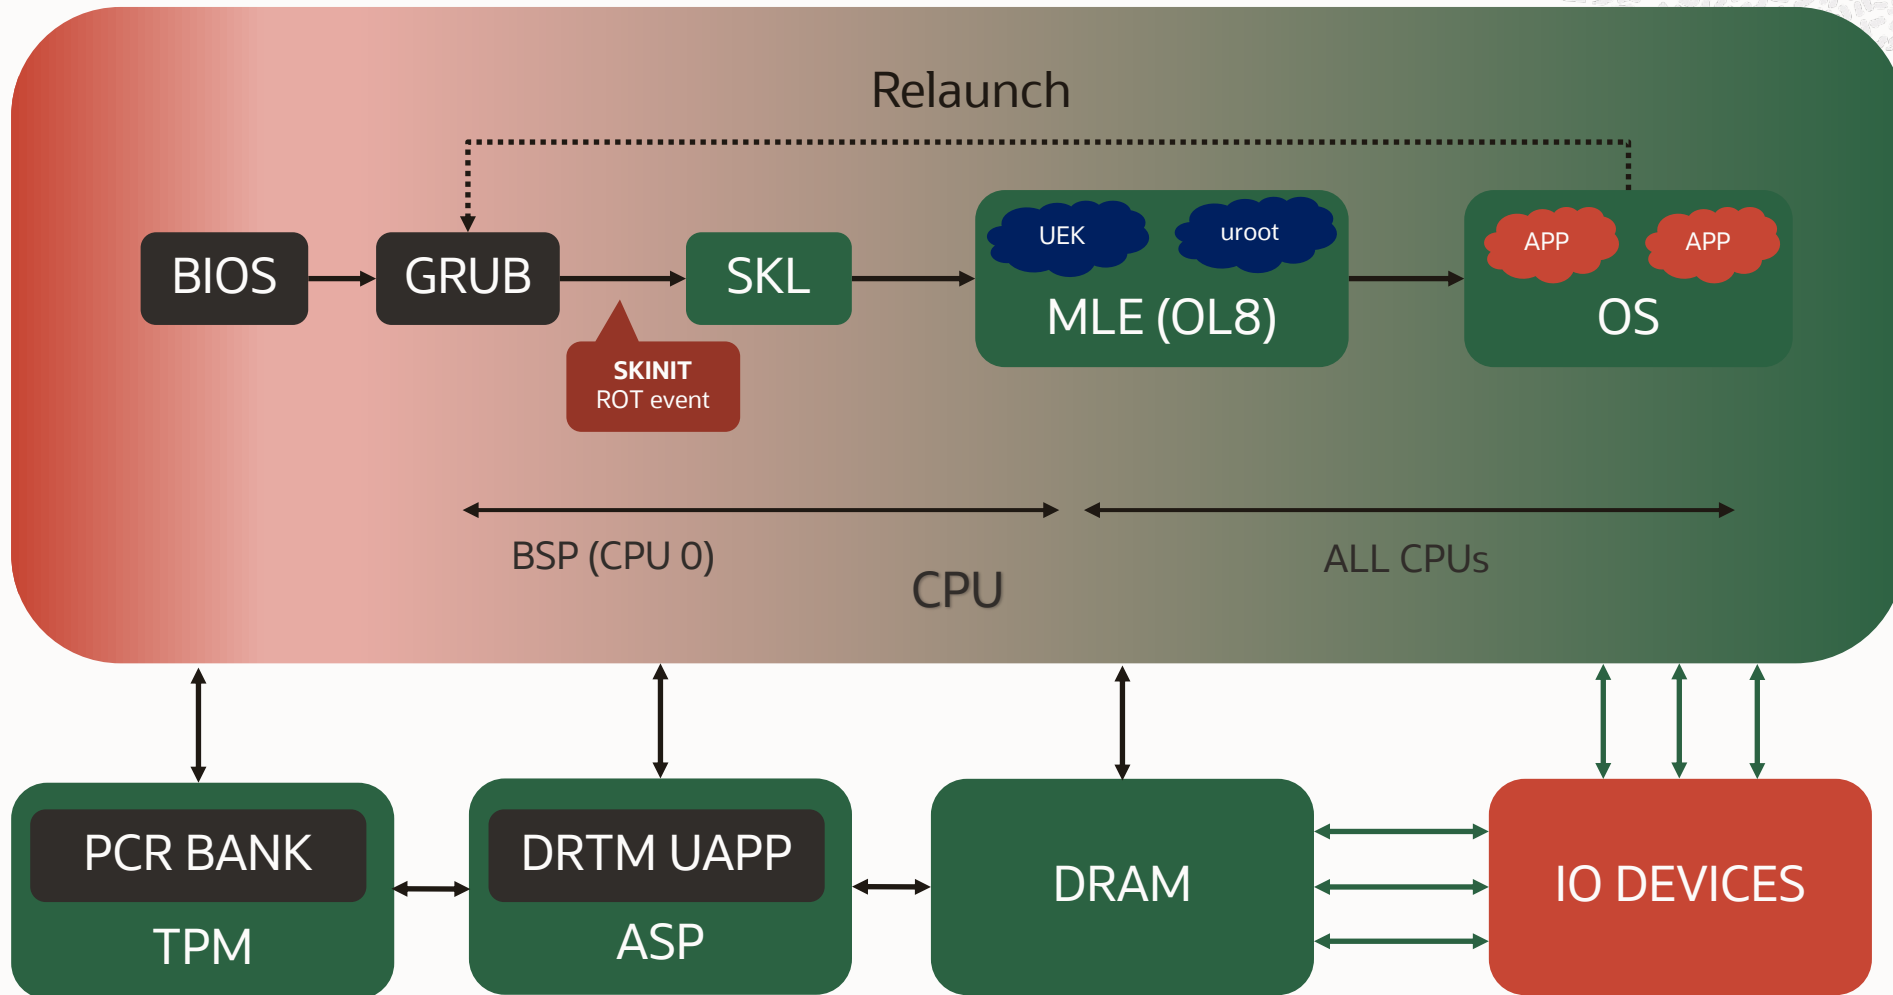 Relaunch
BIOS
GRUB
SKL
UEK
uroot
MLE (OL8)
APP
APP
OS
SKINIT
ROT event
BSP (CPU 0)
ALL CPUs
CPU
PCR BANK
TPM
DRTM UAPP
ASP
DRAM
IO DEVICES